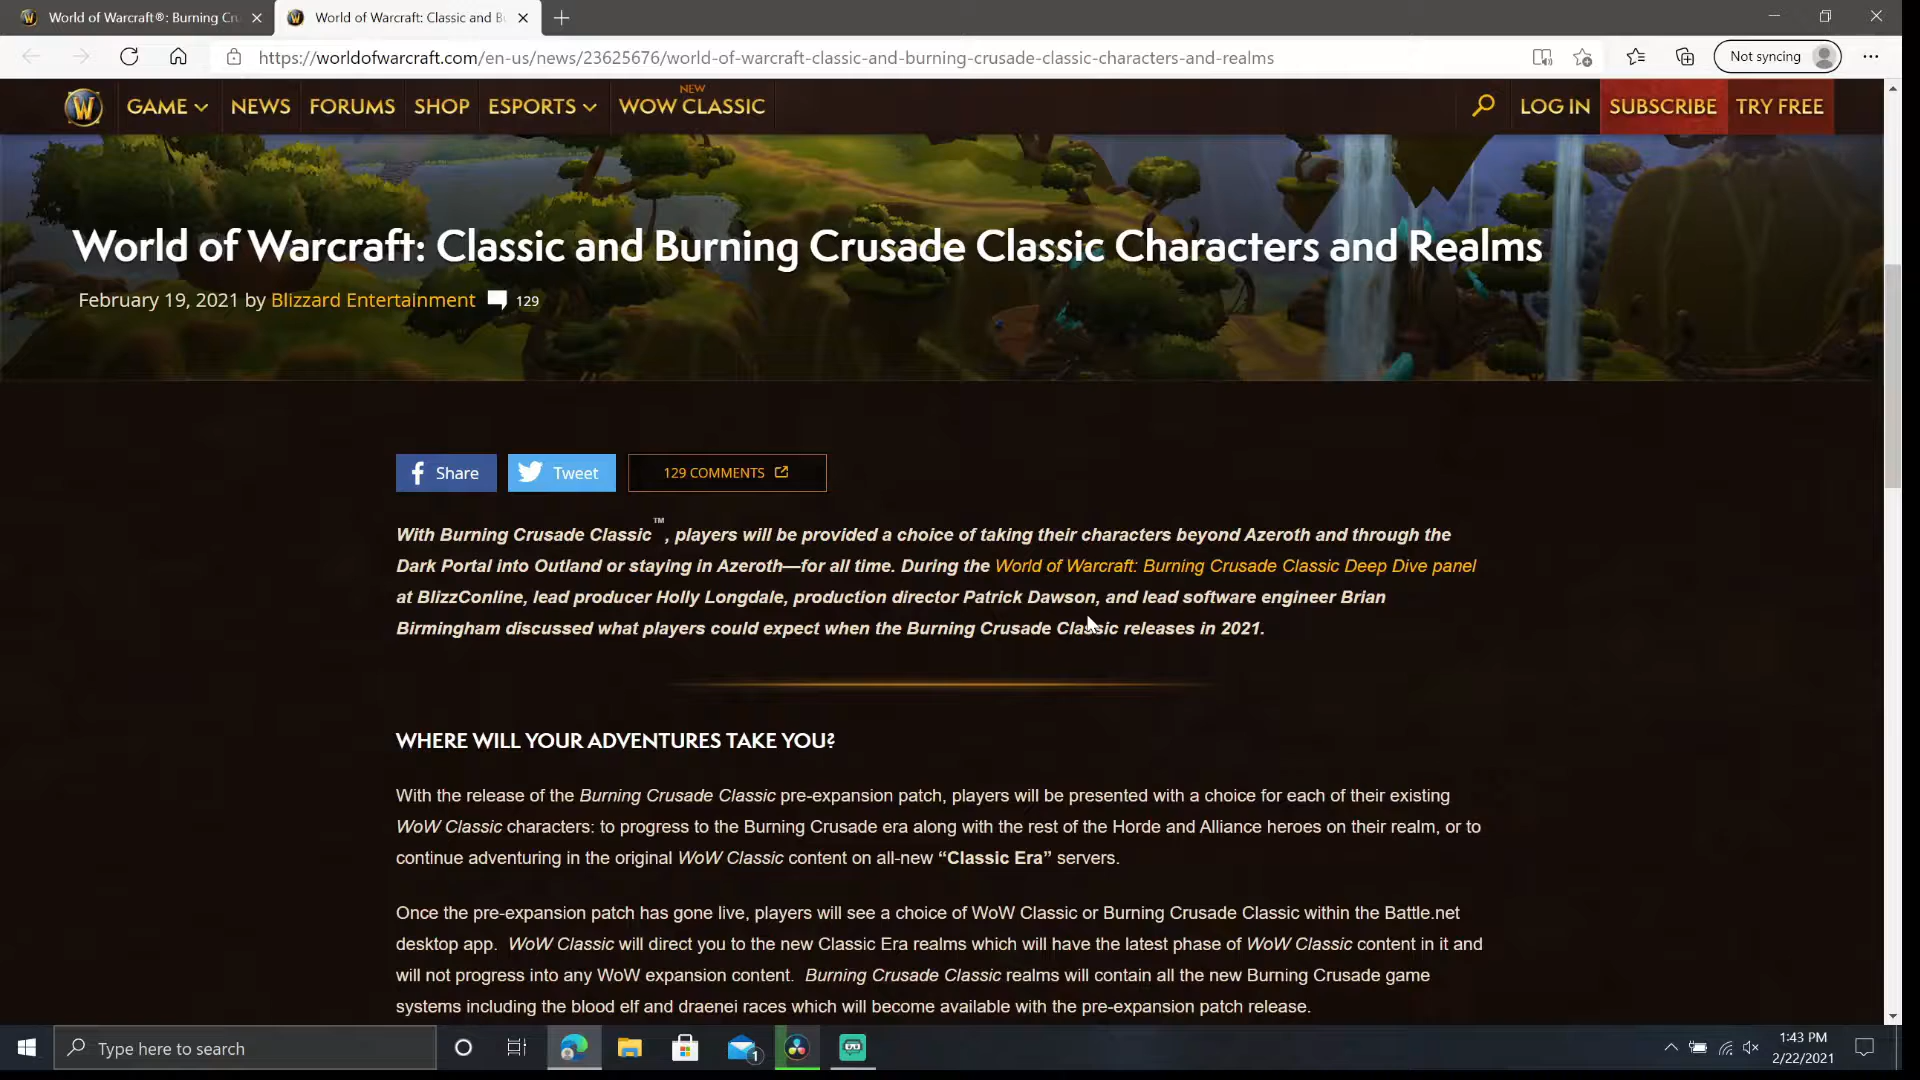 World of Warcraft®: Burning Cru
World of Warcraft: Classic and B
https://worldofwarcraft.com/en-us/news/23625676/world-of-warcraft-classic-and-burning-crusade-classic-characters-and-realms
Not syncing
W
GAME
NEWS
FORUMS
SHOP
ESPORTS
NEW
WOW CLASSIC
LOG IN
SUBSCRIBE
TRY FREE
World of Warcraft: Classic and Burning Crusade Classic Characters and Realms
February 19, 2021 by Blizzard Entertainment 129
Share
Tweet
129 COMMENTS
With Burning Crusade Classic™, players will be provided a choice of taking their characters beyond Azeroth and through the
Dark Portal into Outland or staying in Azeroth—for all time. During the World of Warcraft: Burning Crusade Classic Deep Dive panel
at BlizzConline, lead producer Holly Longdale, production director Patrick Dawson, and lead software engineer Brian
Birmingham discussed what players could expect when the Burning Crusade Classic releases in 2021.
WHERE WILL YOUR ADVENTURES TAKE YOU?
With the release of the Burning Crusade Classic pre-expansion patch, players will be presented with a choice for each of their existing
WoW Classic characters: to progress to the Burning Crusade era along with the rest of the Horde and Alliance heroes on their realm, or to
continue adventuring in the original WoW Classic content on all-new “Classic Era” servers.
Once the pre-expansion patch has gone live, players will see a choice of WoW Classic or Burning Crusade Classic within the Battle.net
desktop app. WoW Classic will direct you to the new Classic Era realms which will have the latest phase of WoW Classic content in it and
will not progress into any WoW expansion content. Burning Crusade Classic realms will contain all the new Burning Crusade game
systems including the blood elf and draenei races which will become available with the pre-expansion patch release.
Type here to search
1
1:43 PM
2/22/2021